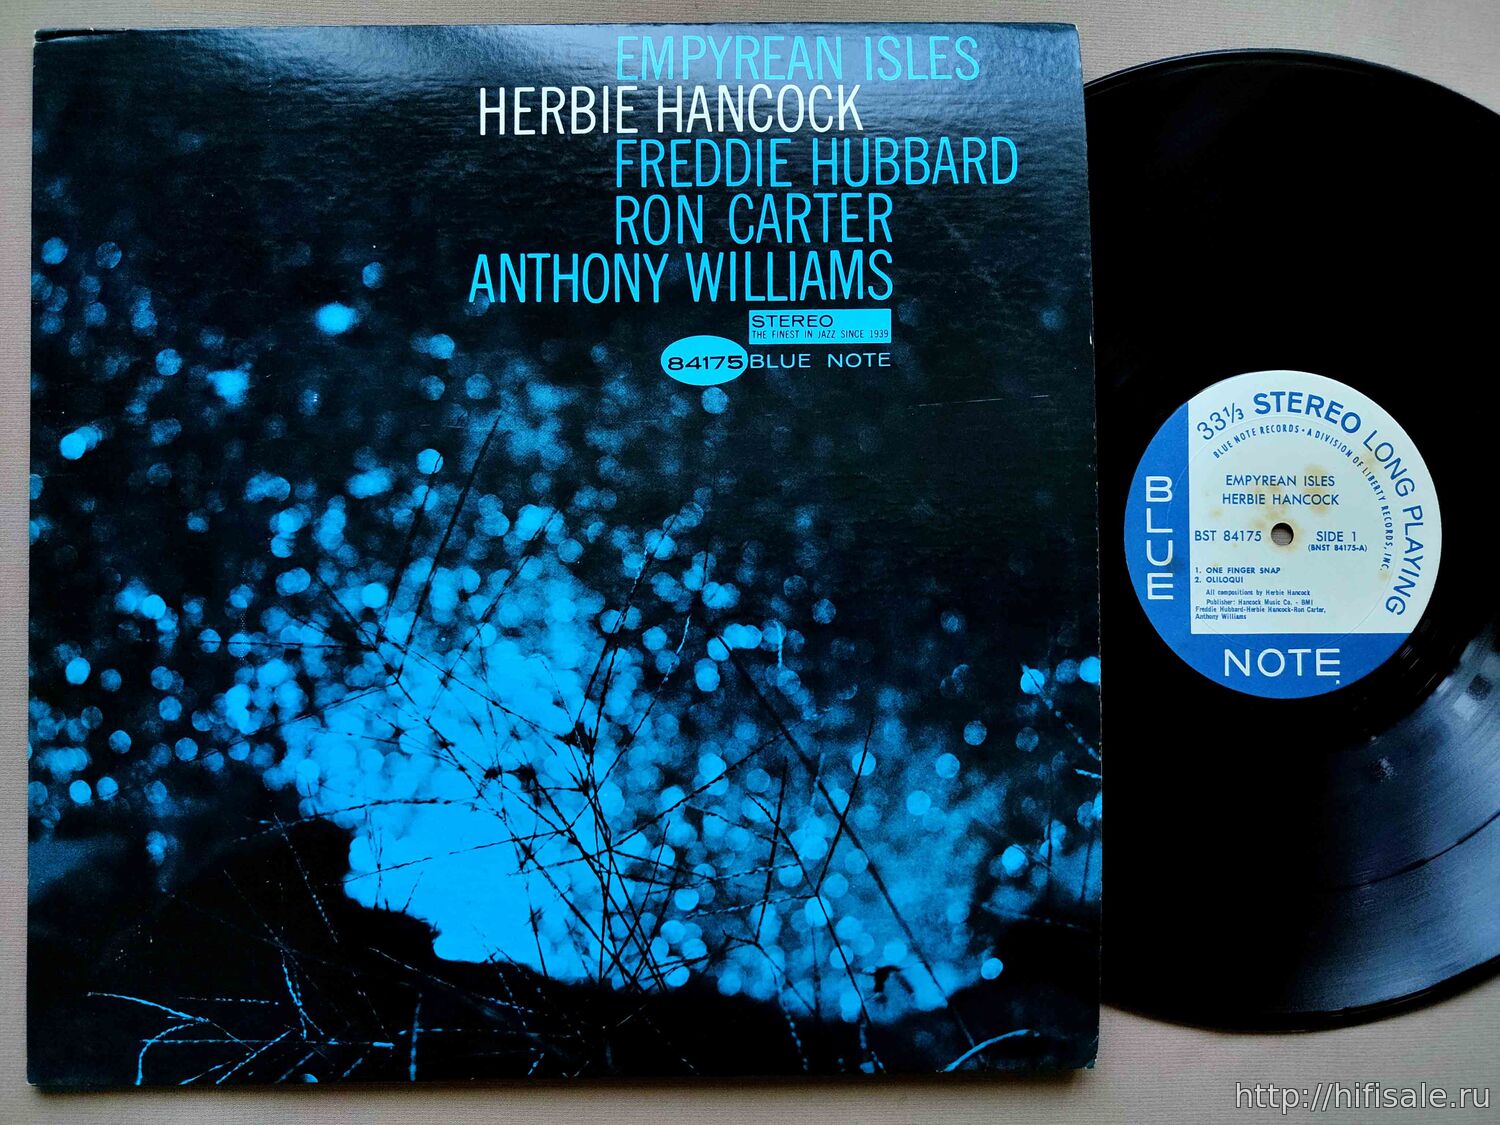 EMPYREAN ISLES
HERBIE HANCOCK
FREDDIE HUBBARD
RON CARTER
ANTHONY WILLIAMS
STEREO
THE FINEST IN JAZZ SINCE 1939
84175 BLUE NOTE
33 1/3 STEREO LONG PLAYING
BLUE NOTE RECORDS • A DIVISION OF LIBERTY RECORDS, INC.
EMPYREAN ISLES
HERBIE HANCOCK
BST 84175 SIDE 1
(BNST 84175-A)
1. ONE FINGER SNAP
2. OLILOQUI
All compositions by Herbie Hancock
Publisher: Hancock Music Co. - BMI
Freddie Hubbard-Herbie Hancock-Ron Carter,
Anthony Williams
BLUE
NOTE
http://hifisale.ru